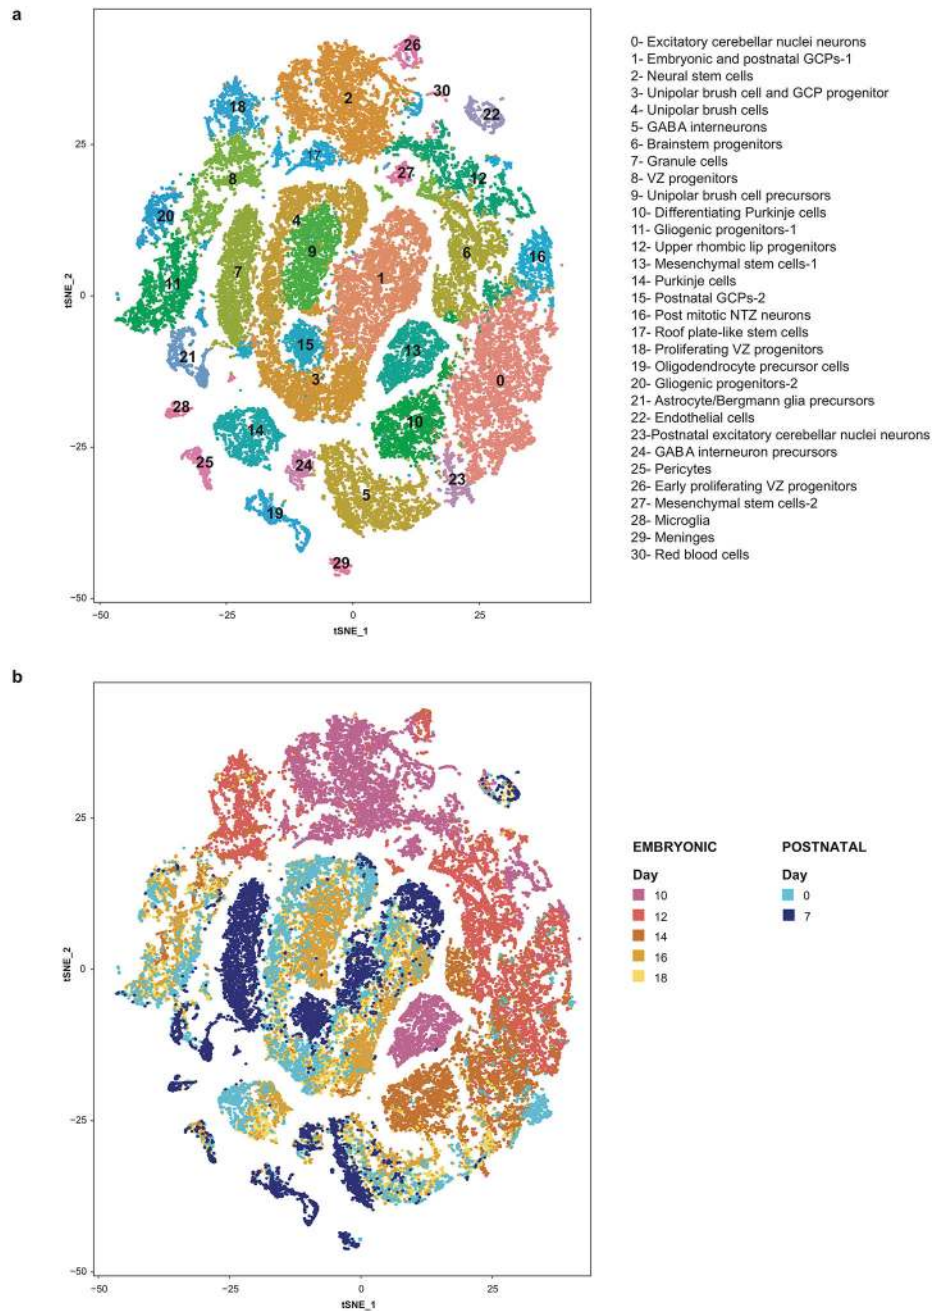 a
26
30
22
2
18
17
27
12
8
20
4
9
6
16
11
7
1
15
13
21
3
0
28
14
10
25
24
23
5
19
29
25
0
−25
−50
tSNE_2
−50
−25
0
25
tSNE_1
0- Excitatory cerebellar nuclei neurons
1- Embryonic and postnatal GCPs-1
2- Neural stem cells
3- Unipolar brush cell and GCP progenitor
4- Unipolar brush cells
5- GABA interneurons
6- Brainstem progenitors
7- Granule cells
8- VZ progenitors
9- Unipolar brush cell precursors
10- Differentiating Purkinje cells
11- Gliogenic progenitors-1
12- Upper rhombic lip progenitors
13- Mesenchymal stem cells-1
14- Purkinje cells
15- Postnatal GCPs-2
16- Post mitotic NTZ neurons
17- Roof plate-like stem cells
18- Proliferating VZ progenitors
19- Oligodendrocyte precursor cells
20- Gliogenic progenitors-2
21- Astrocyte/Bergmann glia precursors
22- Endothelial cells
23-Postnatal excitatory cerebellar nuclei neurons
24- GABA interneuron precursors
25- Pericytes
26- Early proliferating VZ progenitors
27- Mesenchymal stem cells-2
28- Microglia
29- Meninges
30- Red blood cells
b
25
0
−25
−50
tSNE_2
−50
−25
0
25
tSNE_1
EMBRYONIC
Day
10
12
14
16
18
POSTNATAL
Day
0
7